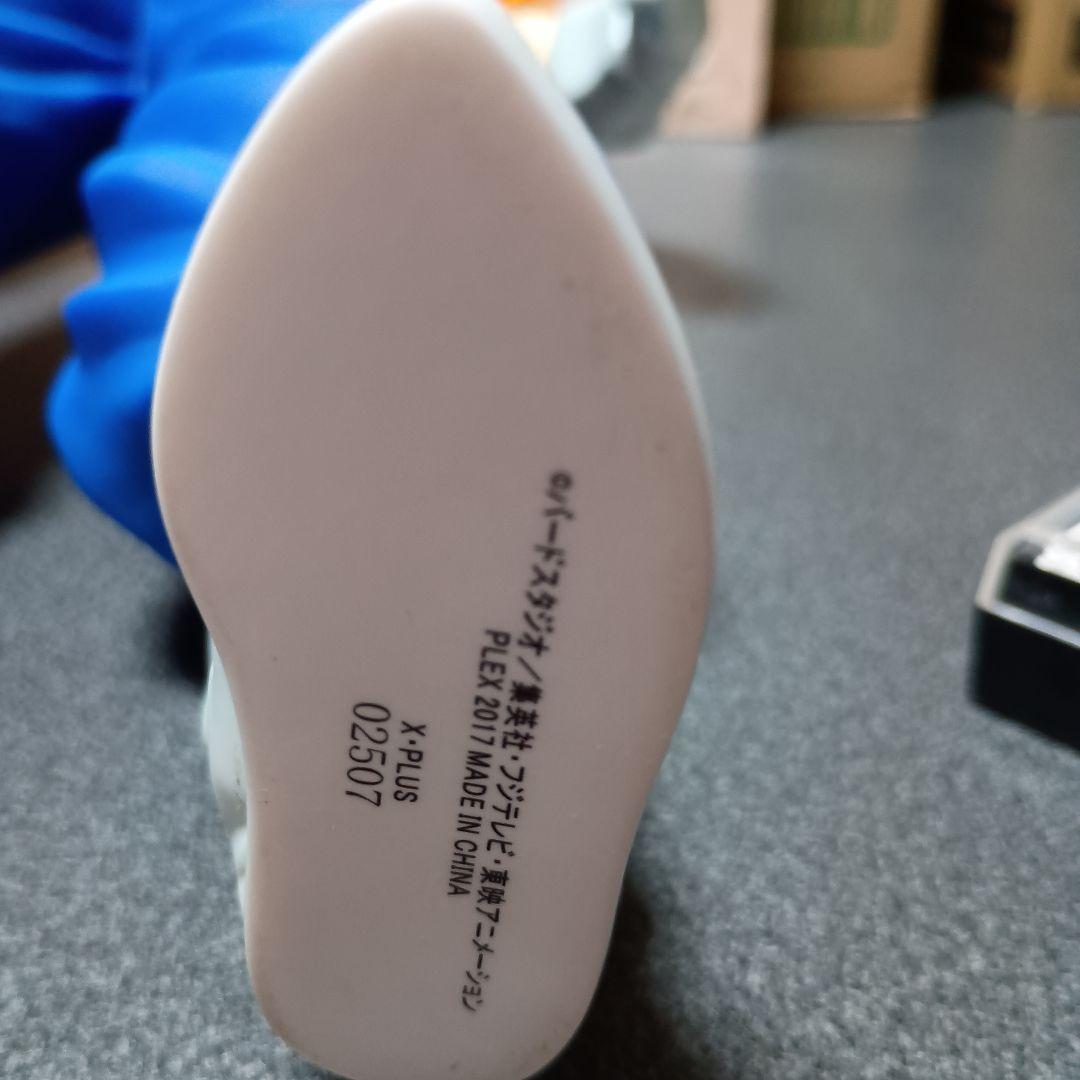 ©バードスタジオ/集英社・フジテレビ・東映アニメーション
PLEX 2017 MADE IN CHINA
X・PLUS
02507